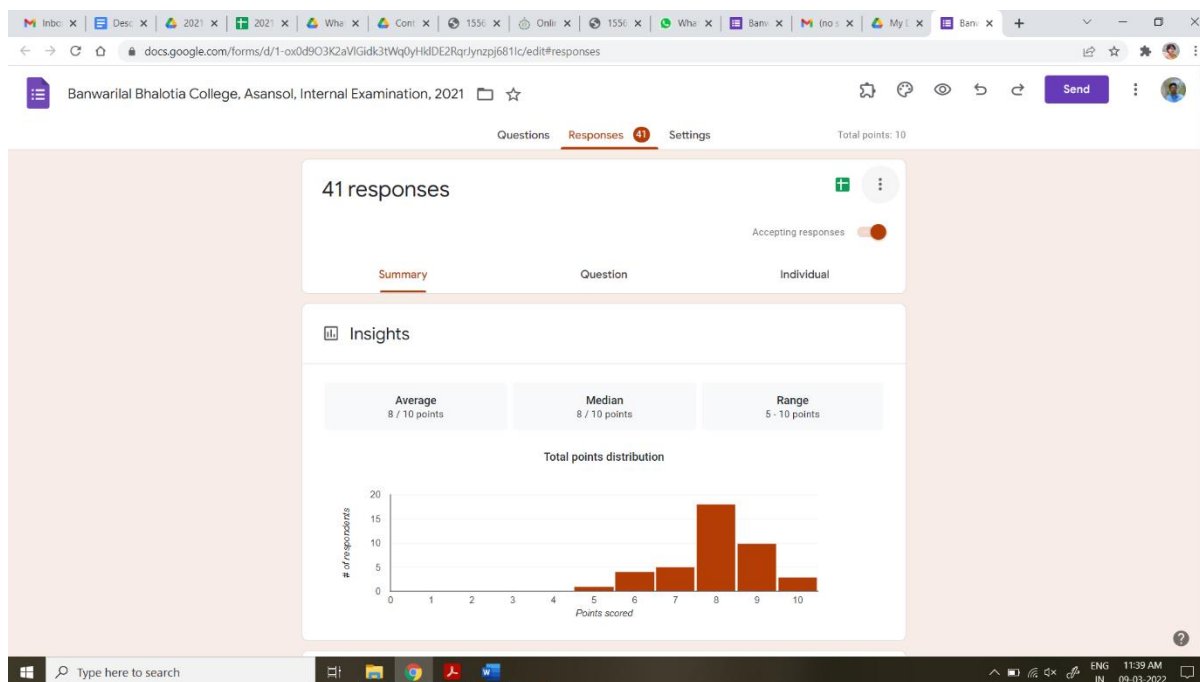 Inbo: Desc 2021 2021 Wha Cont 1556 Onlin 1556 Wha Banv (no s My Banv
docs.google.com/forms/d/1-ox0d9O3K2aVlGidk3tWq0yHklDE2RqrJynzpj681Ic/edit#responses
Banwarilal Bhalotia College, Asansol, Internal Examination, 2021 Send
Questions Responses 41 Settings Total points: 10
41 responses
Accepting responses
Summary Question Individual
Insights
Average Median Range
8 / 10 points 8 / 10 points 5 - 10 points
Total points distribution
# of respondents
20
15
10
5
0
0 1 2 3 4 5 6 7 8 9 10
Points scored
Type here to search ENG 11:39 AM
IN 09-03-2022